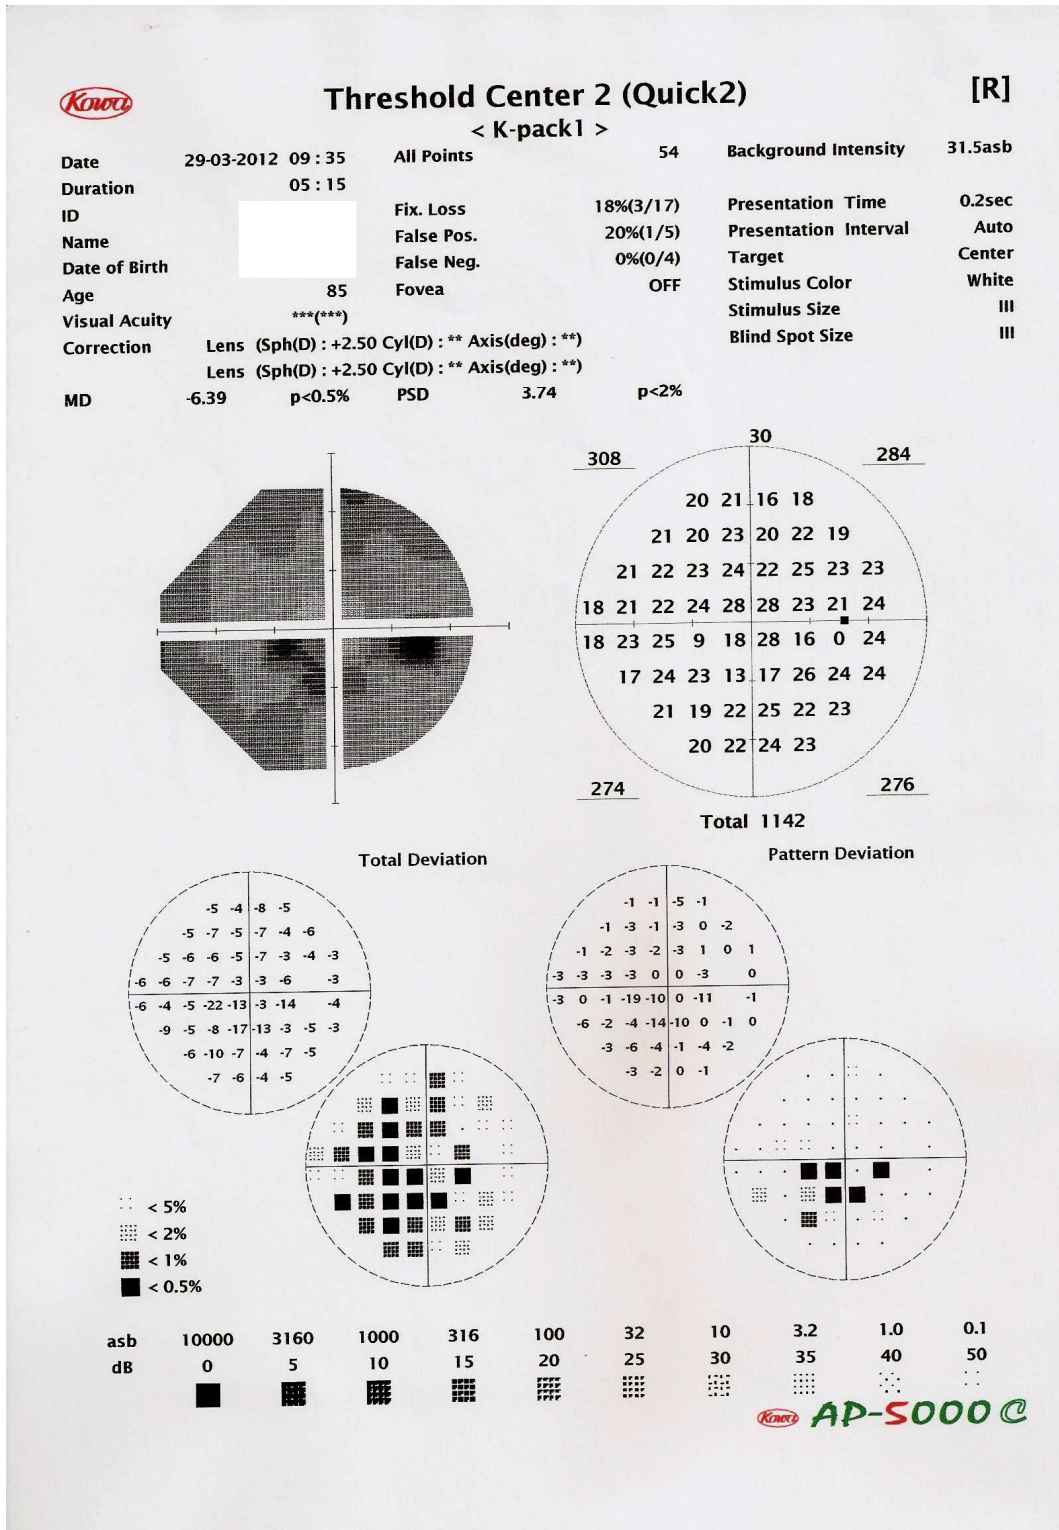 Kowa
Threshold Center 2 (Quick2)
[R]
< K-pack1 >
Date 29-03-2012 09 : 35 All Points 54 Background Intensity 31.5asb
Duration 05 : 15
ID Fix. Loss 18%(3/17) Presentation Time 0.2sec
Name False Pos. 20%(1/5) Presentation Interval Auto
Date of Birth False Neg. 0%(0/4) Target Center
Age 85 Fovea OFF Stimulus Color White
Visual Acuity ***(***) Stimulus Size III
Correction Lens (Sph(D) : +2.50 Cyl(D) : ** Axis(deg) : **) Blind Spot Size III
Lens (Sph(D) : +2.50 Cyl(D) : ** Axis(deg) : **)
MD -6.39 p<0.5% PSD 3.74 p<2%
30
308 284
20 21 16 18
21 20 23 20 22 19
21 22 23 24 22 25 23 23
18 21 22 24 28 28 23 21 24
18 23 25 9 18 28 16 0 24
17 24 23 13 17 26 24 24
21 19 22 25 22 23
20 22 24 23
274 276
Total 1142
Total Deviation
-5 -4 -8 -5
-5 -7 -5 -7 -4 -6
-5 -6 -6 -5 -7 -3 -4 -3
-6 -6 -7 -7 -3 -3 -6 -3
-6 -4 -5 -22 -13 -3 -14 -4
-9 -5 -8 -17 -13 -3 -5 -3
-6 -10 -7 -4 -7 -5
-7 -6 -4 -5
Pattern Deviation
-1 -1 -5 -1
-1 -3 -1 -3 0 -2
-1 -2 -3 -2 -3 1 0 1
-3 -3 -3 -3 0 0 -3 0
-3 0 -1 -19 -10 0 -11 -1
-6 -2 -4 -14 -10 0 -1 0
-3 -6 -4 -1 -4 -2
-3 -2 0 -1
< 5%
< 2%
< 1%
< 0.5%
asb 10000 3160 1000 316 100 32 10 3.2 1.0 0.1
dB 0 5 10 15 20 25 30 35 40 50
Kowa AP-5000C